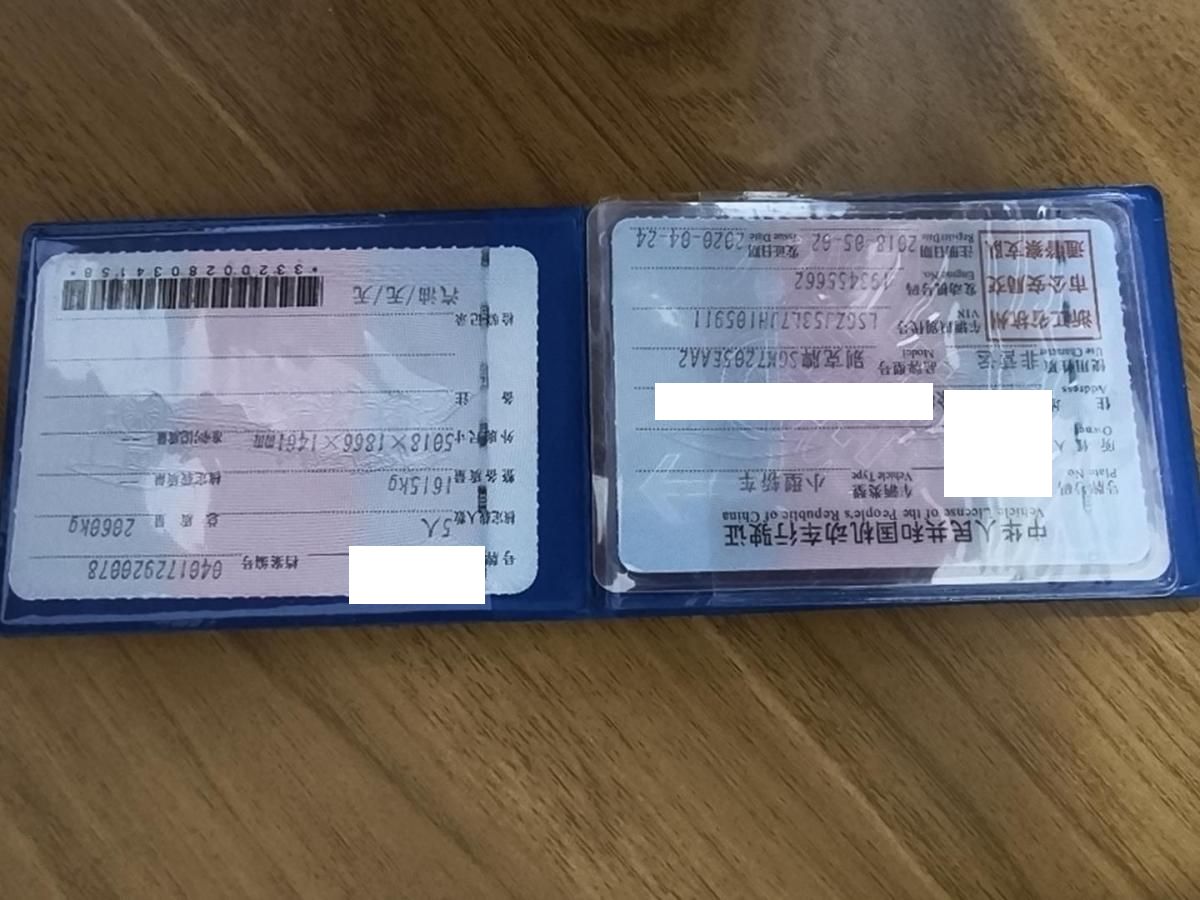 中华人民共和国机动车行驶证
Vehicle License of the People's Republic of China
号牌号码 Plate No. 车辆类型 Vehicle Type 小型轿车
所有人 Owner
住 Address
使用性质 Use Character 非营运 品牌型号 Model 别克牌SGM7205EAA2
浙江省杭州
市公安局交
通警察支队
车辆识别代号 VIN LSGZJ53L7JH105911
发动机号码 Engine No. 193455662
注册日期 Register Date 2018-05-02 发证日期 Issue Date 2020-04-24
号牌 档案编号 040172920078
核定载人数 5人 总质量 2060kg
整备质量 1615kg 核定载质量 --
外廓尺寸 5018×1866×1461mm 准牵引总质量 --
备注
检验记录
汽油/无/无
*3320028034158*